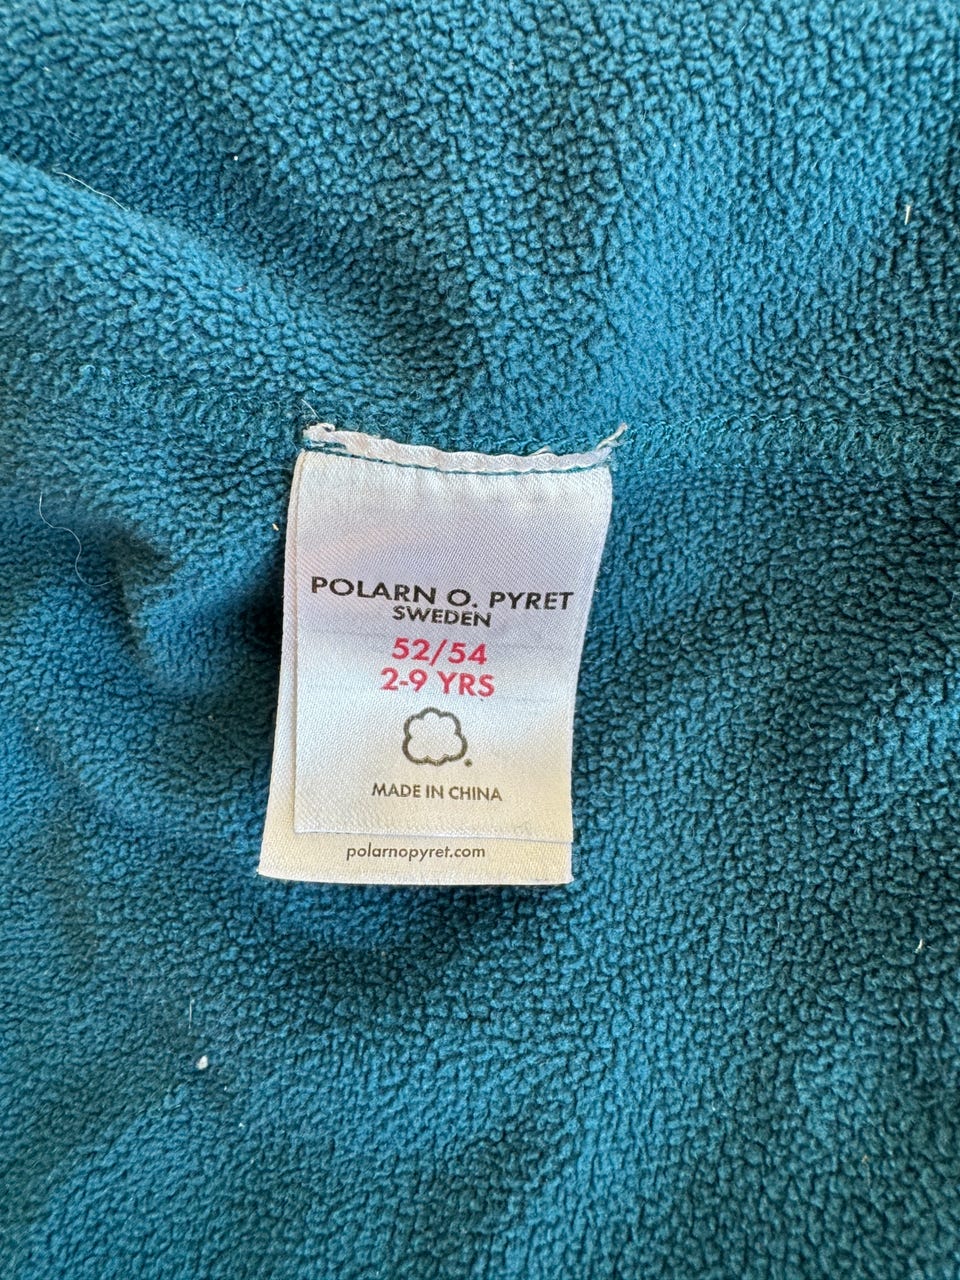 POLARN O. PYRET
SWEDEN
52/54
2-9 YRS
MADE IN CHINA
polarnopyret.com